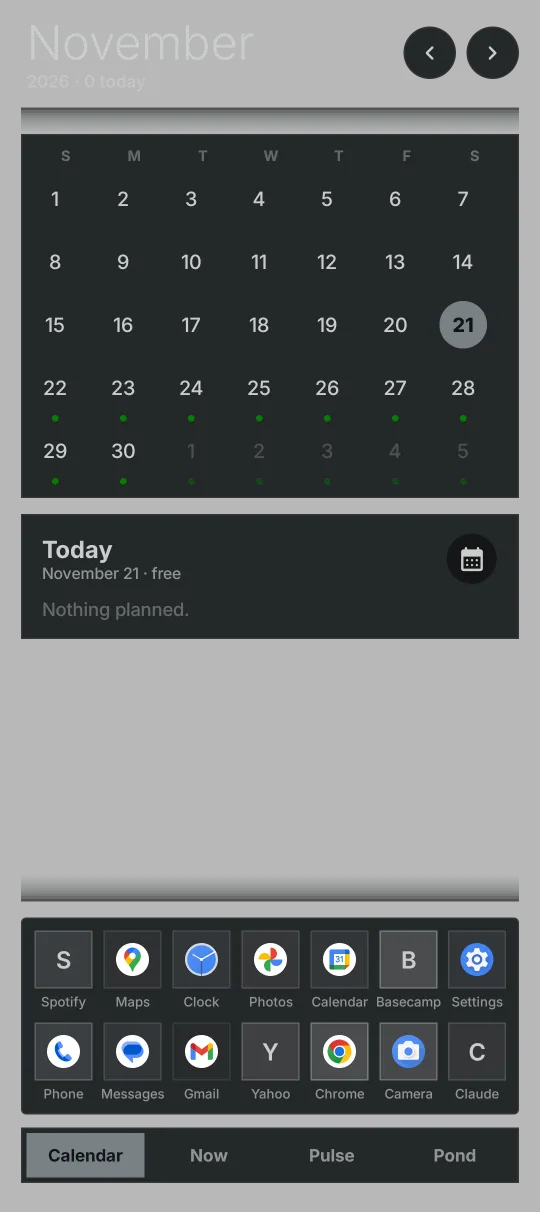 November
2026 · 0 today
S M T W T F S
1 2 3 4 5 6 7
8 9 10 11 12 13 14
15 16 17 18 19 20 21
22 23 24 25 26 27 28
29 30 1 2 3 4 5
Today
November 21 · free
Nothing planned.
S 31 B
Spotify Maps Clock Photos Calendar Basecamp Settings
Y C
Phone Messages Gmail Yahoo Chrome Camera Claude
Calendar Now Pulse Pond